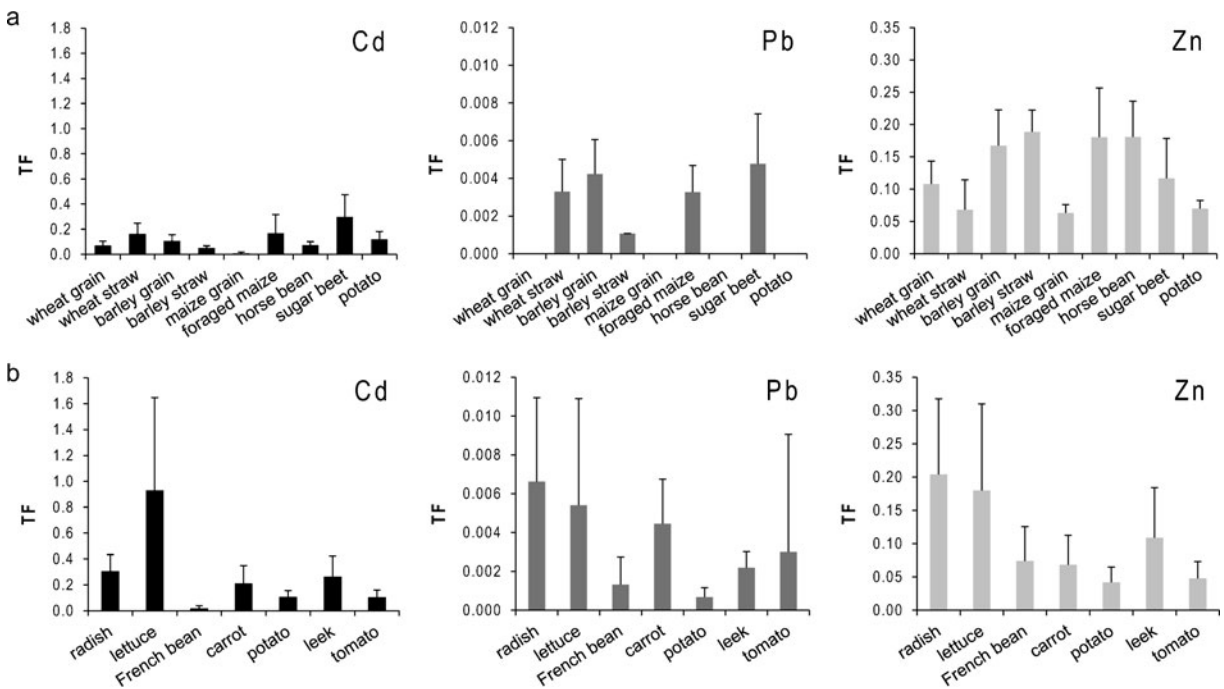 a
Cd
1.8
1.6
1.4
1.2
1.0
0.8
0.6
0.4
0.2
0.0
TF
wheat grain
wheat straw
barley grain
barley straw
maize grain
foraged maize
horse bean
sugar beet
potato
Pb
0.012
0.010
0.008
0.006
0.004
0.002
0.000
TF
wheat grain
wheat straw
barley grain
barley straw
maize grain
foraged maize
horse bean
sugar beet
potato
Zn
0.35
0.30
0.25
0.20
0.15
0.10
0.05
0.00
TF
wheat grain
wheat straw
barley grain
barley straw
maize grain
foraged maize
horse bean
sugar beet
potato
b
Cd
1.8
1.6
1.4
1.2
1.0
0.8
0.6
0.4
0.2
0.0
TF
radish
lettuce
French bean
carrot
potato
leek
tomato
Pb
0.012
0.010
0.008
0.006
0.004
0.002
0.000
TF
radish
lettuce
French bean
carrot
potato
leek
tomato
Zn
0.35
0.30
0.25
0.20
0.15
0.10
0.05
0.00
TF
radish
lettuce
French bean
carrot
potato
leek
tomato